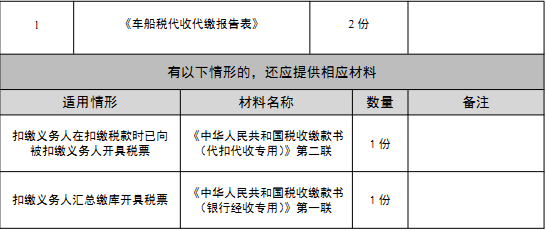 1 《车船税代收代缴报告表》 2 份
有以下情形的，还应提供相应材料
适用情形 材料名称 数量 备注
扣缴义务人在扣缴税款时已向
被扣缴义务人开具税票
《中华人民共和国税收缴款书
（代扣代收专用）》第二联
1 份
扣缴义务人汇总缴库开具税票
《中华人民共和国税收缴款书
（银行经收专用）》第一联
1 份